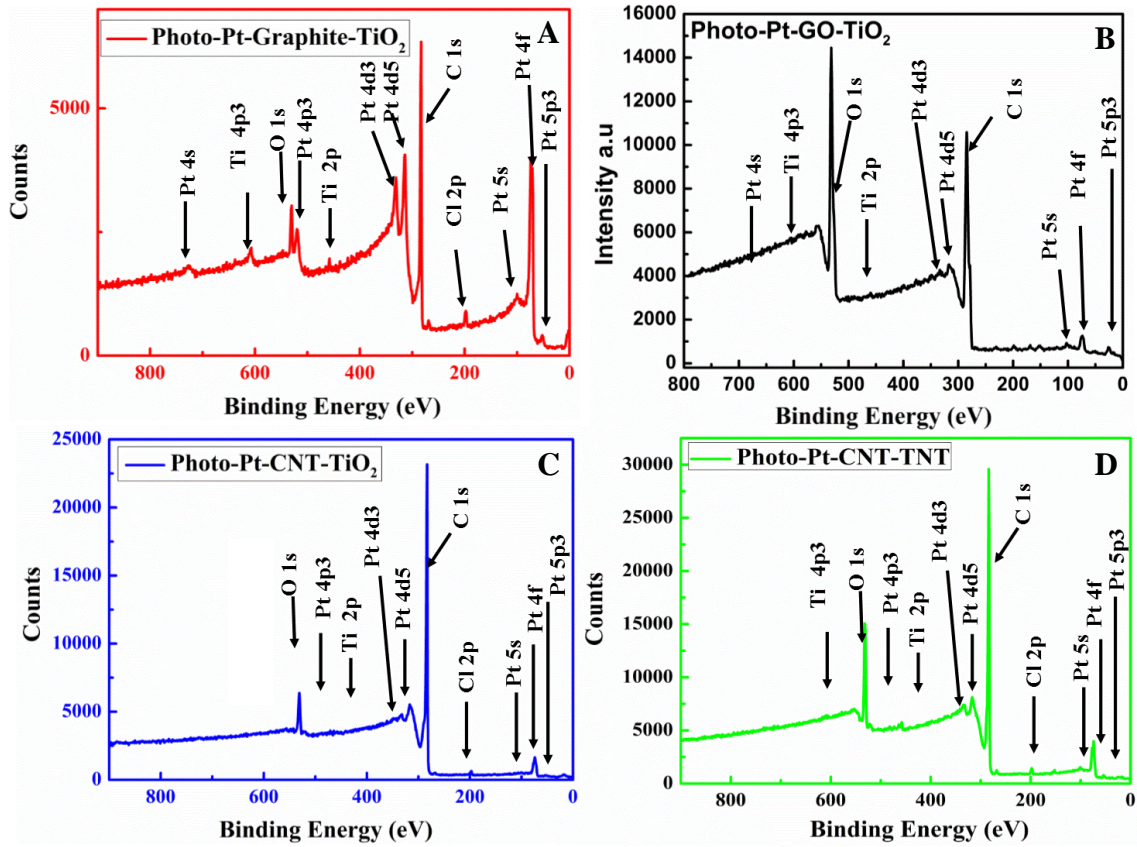 Photo-Pt-Graphite-TiO₂
A
Counts
5000
0
Pt 4s
Ti 4p3
O 1s
Pt 4p3
Ti 2p
Pt 4d3
Pt 4d5
C 1s
Cl 2p
Pt 5s
Pt 4f
Pt 5p3
800
600
400
200
0
Binding Energy (eV)
Photo-Pt-GO-TiO₂
B
Intensity a.u
16000
14000
12000
10000
8000
6000
4000
2000
0
Pt 4s
Ti 4p3
O 1s
Ti 2p
Pt 4d3
Pt 4d5
C 1s
Pt 5s
Pt 4f
Pt 5p3
800
700
600
500
400
300
200
100
0
Binding Energy (eV)
Photo-Pt-CNT-TiO₂
C
Counts
25000
20000
15000
10000
5000
0
O 1s
Pt 4p3
Ti 2p
Pt 4d3
Pt 4d5
C 1s
Cl 2p
Pt 5s
Pt 4f
Pt 5p3
800
600
400
200
0
Binding Energy (eV)
Photo-Pt-CNT-TNT
D
Counts
30000
25000
20000
15000
10000
5000
0
Ti 4p3
O 1s
Pt 4p3
Ti 2p
Pt 4d3
Pt 4d5
C 1s
Cl 2p
Pt 5s
Pt 4f
Pt 5p3
800
600
400
200
0
Binding Energy (eV)